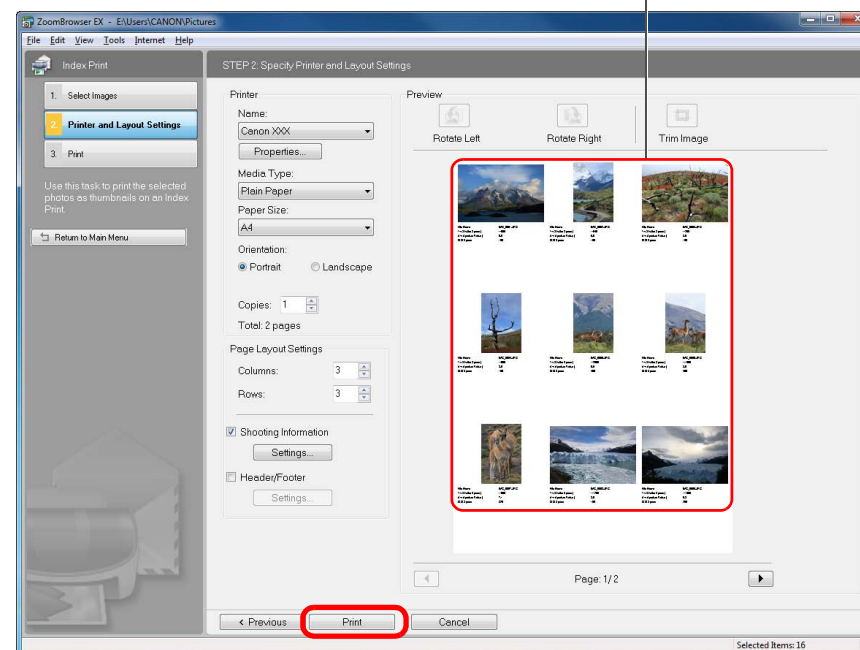 ZoomBrowser EX - E:\Users\CANON\Pictures
File Edit View Tools Internet Help
Index Print
STEP 2: Specify Printer and Layout Settings
1. Select Images
2. Printer and Layout Settings
3. Print
Use this task to print the selected
photos as thumbnails on an Index
Print.
Return to Main Menu
Printer
Name:
Canon XXX
Properties...
Media Type:
Plain Paper
Paper Size:
A4
Orientation:
Portrait Landscape
Copies: 1
Total: 2 pages
Page Layout Settings
Columns: 3
Rows: 3
Shooting Information
Settings...
Header/Footer
Settings...
Preview
Rotate Left Rotate Right Trim Image
Page: 1/2
< Previous Print Cancel
Selected Items: 16